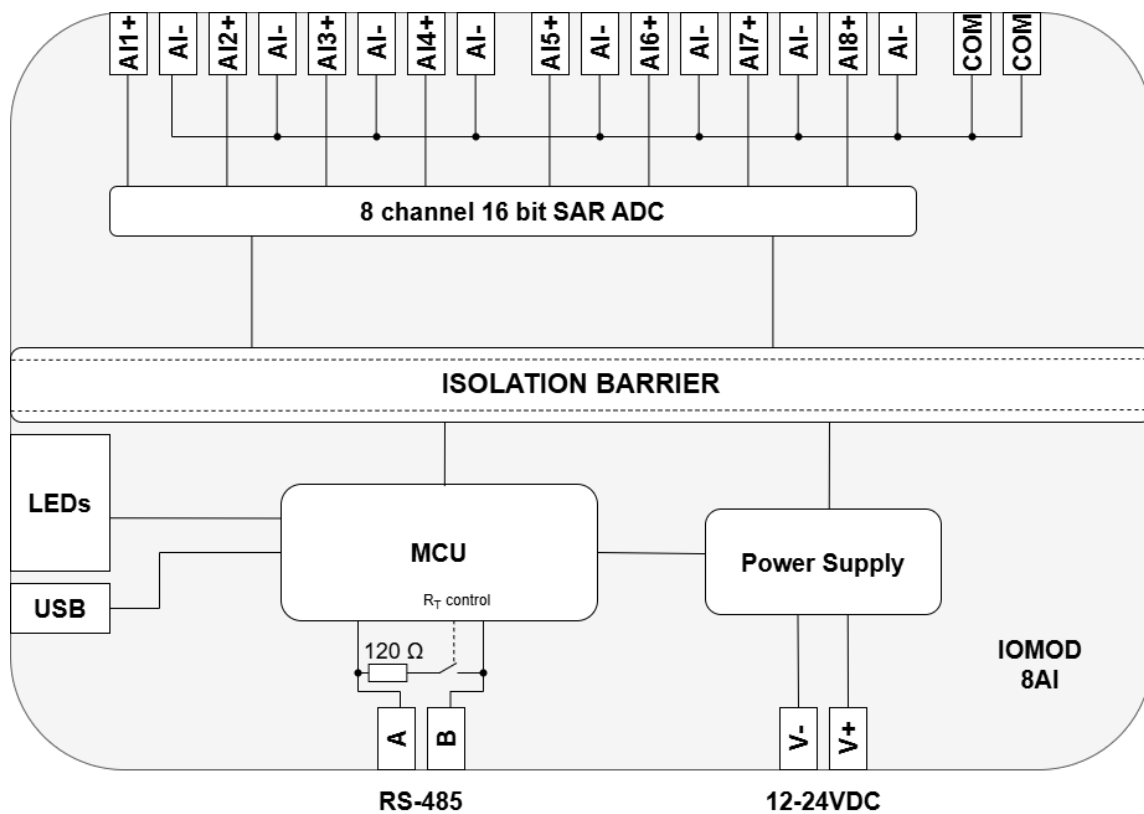 AI1+ AI- AI2+ AI- AI3+ AI- AI4+ AI- AI5+ AI- AI6+ AI- AI7+ AI- AI8+ AI- COM COM
8 channel 16 bit SAR ADC
ISOLATION BARRIER
LEDs
MCU
Power Supply
USB
R_T control
120 Ω
IOMOD
8AI
A B V- V+
RS-485 12-24VDC